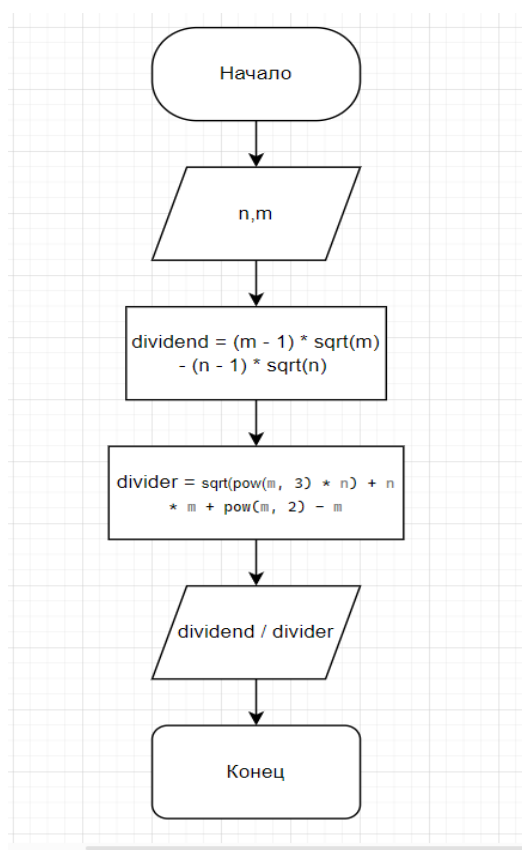 Начало
n,m
dividend = (m - 1) * sqrt(m)
- (n - 1) * sqrt(n)
divider = sqrt(pow(m, 3) * n) + n
* m + pow(m, 2) − m
dividend / divider
Конец